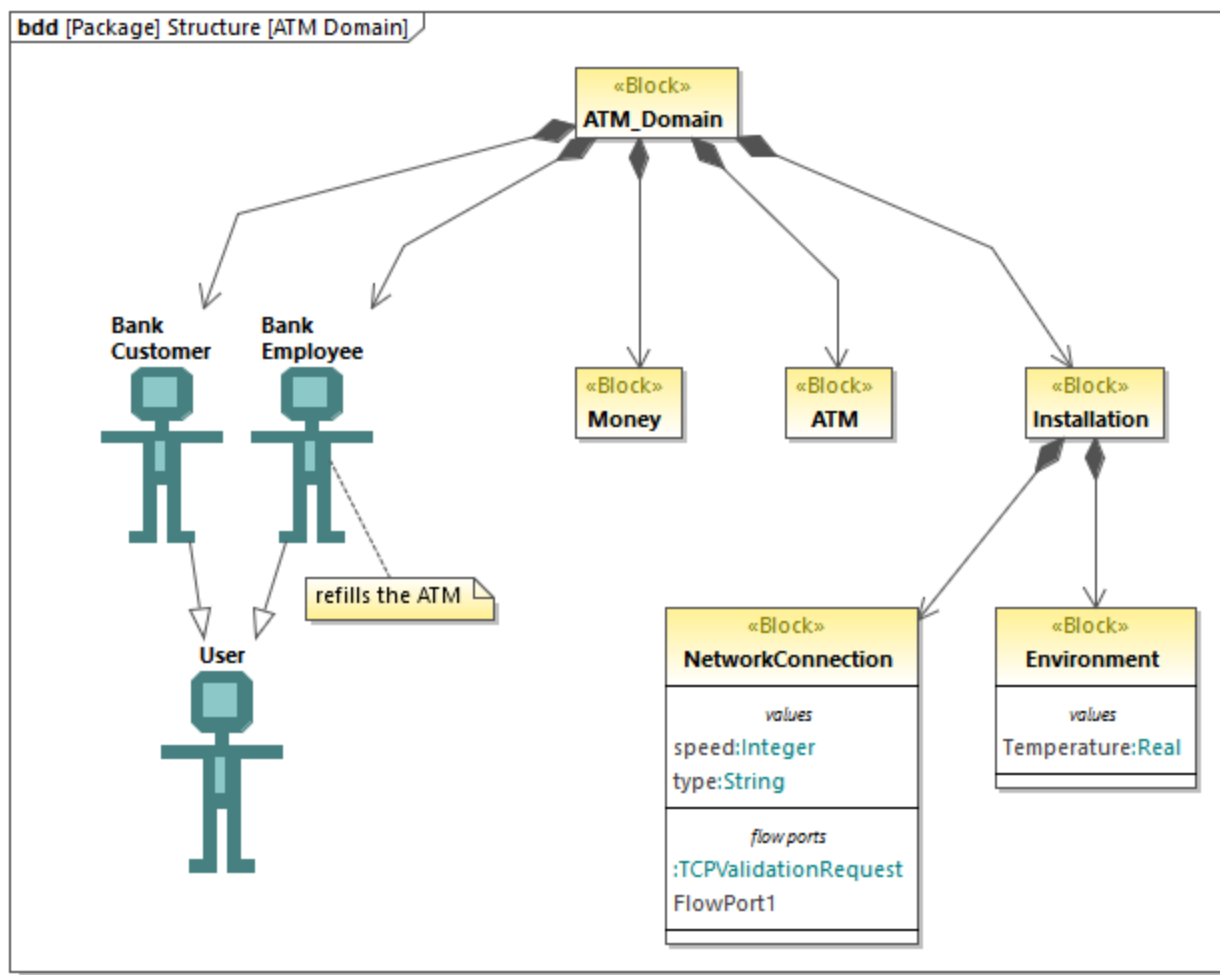 bdd [Package] Structure [ATM Domain]
«Block»
ATM_Domain
Bank
Customer
Bank
Employee
«Block»
Money
«Block»
ATM
«Block»
Installation
refills the ATM
User
«Block»
NetworkConnection
values
speed:Integer
type:String
flow ports
:TCPValidationRequest
FlowPort1
«Block»
Environment
values
Temperature:Real